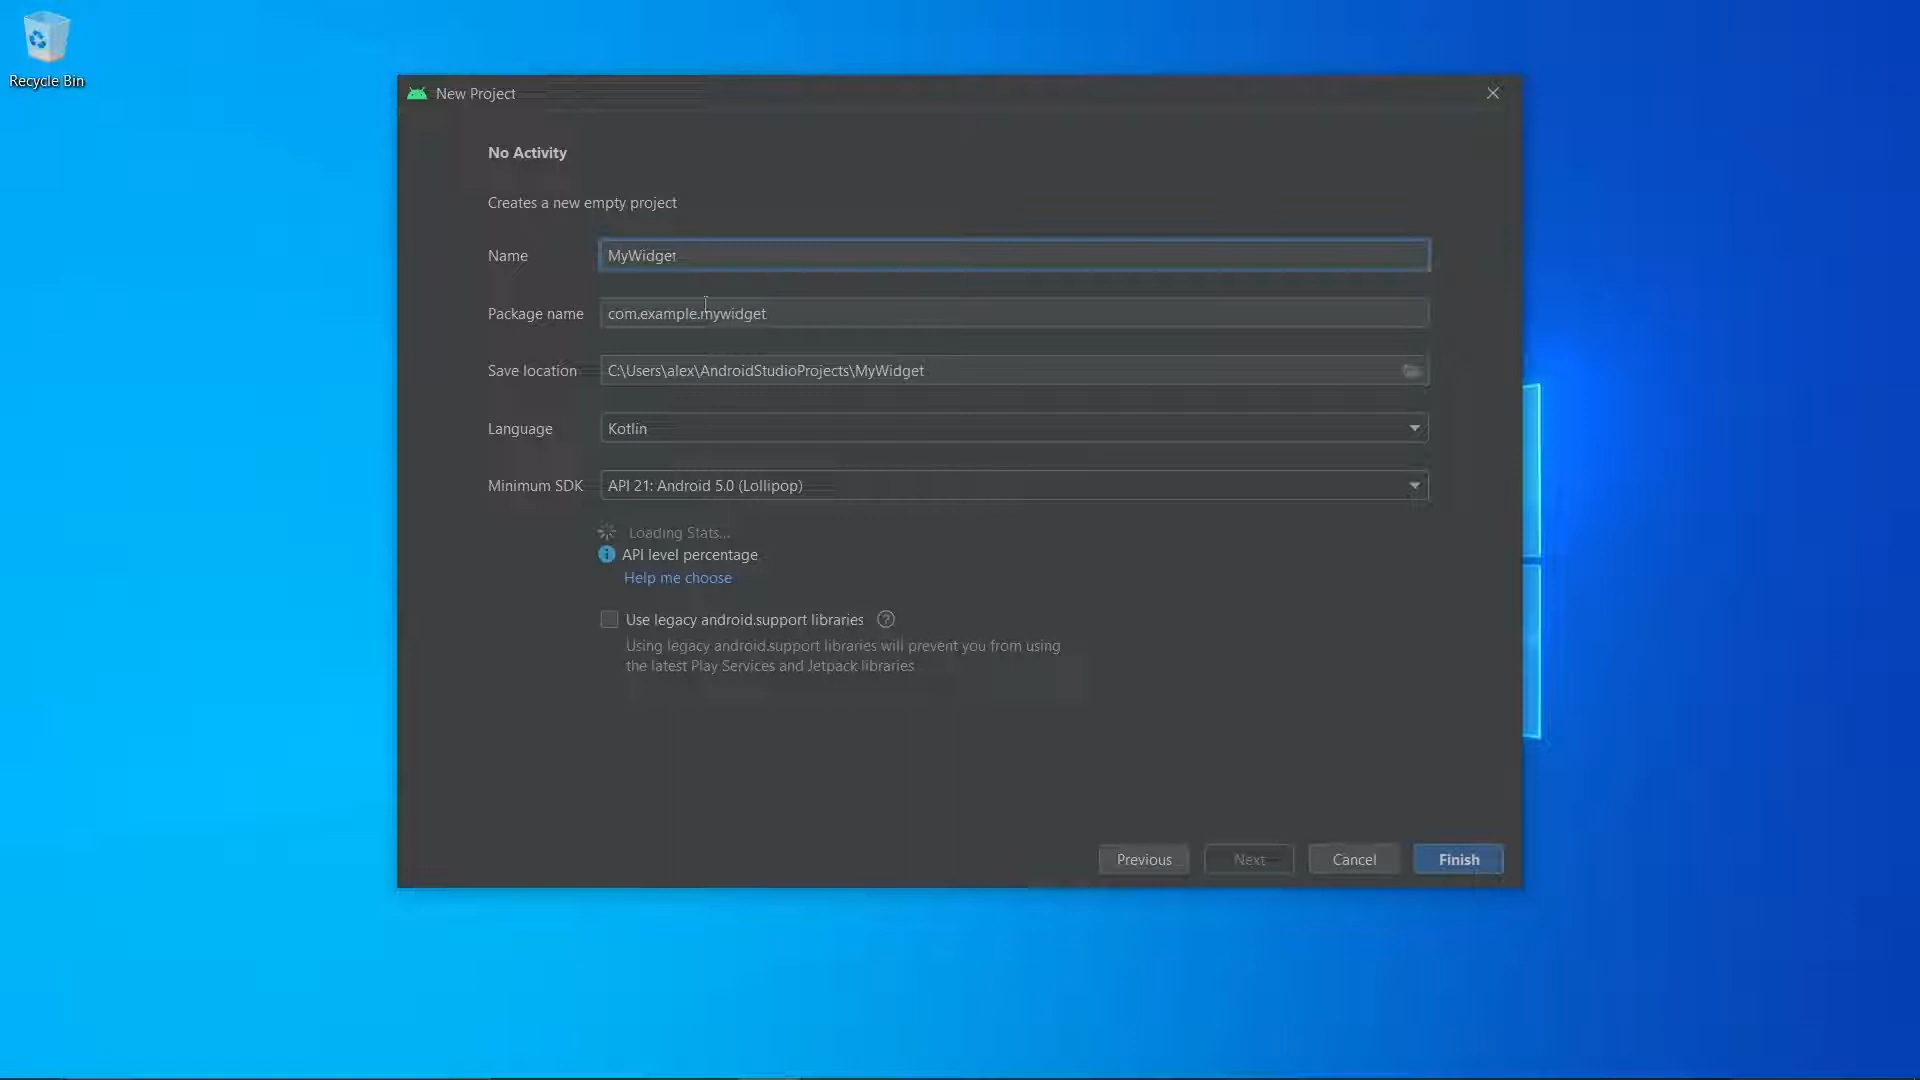 Recycle Bin
New Project
No Activity
Creates a new empty project
Name MyWidget
Package name com.example.mywidget
Save location C:\Users\alex\AndroidStudioProjects\MyWidget
Language Kotlin
Minimum SDK API 21: Android 5.0 (Lollipop)
Loading Stats...
API level percentage
Help me choose
Use legacy android.support libraries ?
Using legacy android.support libraries will prevent you from using
the latest Play Services and Jetpack libraries
Previous Next Cancel Finish